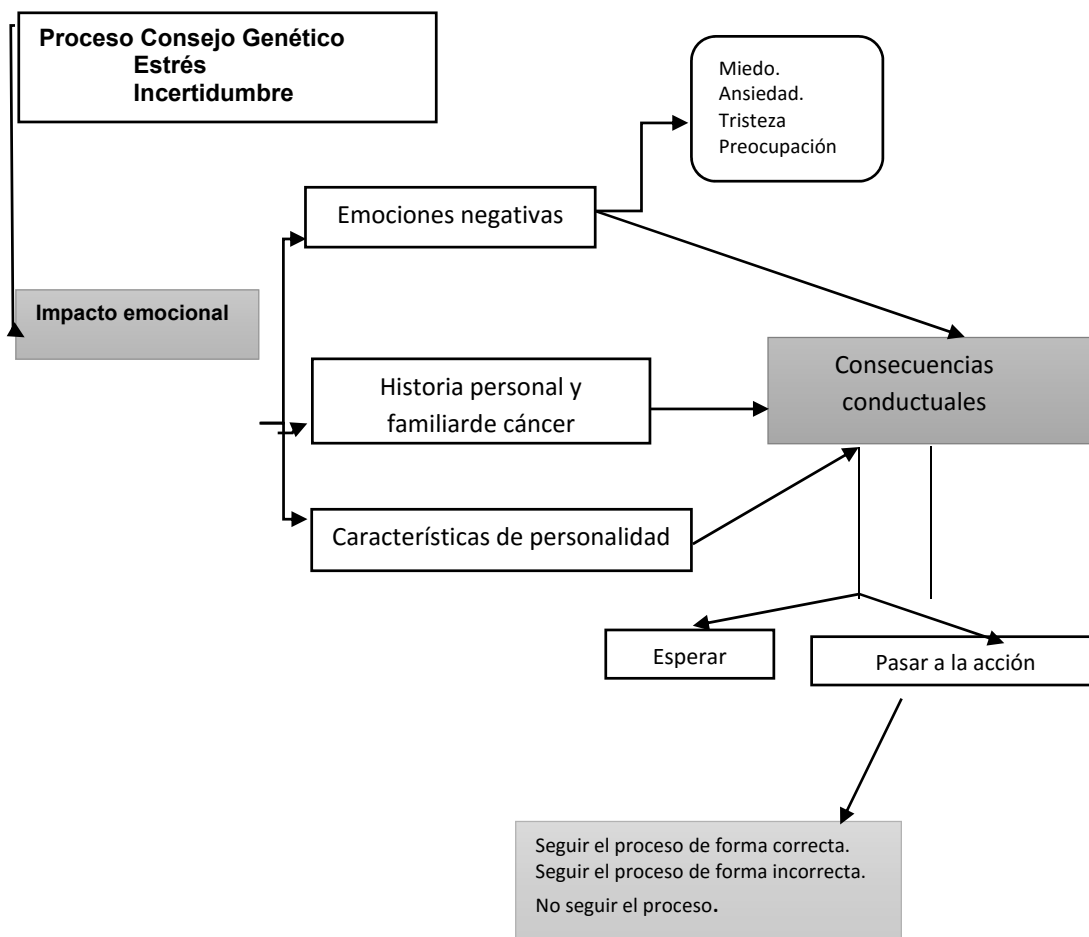 Proceso Consejo Genético
Estrés
Incertidumbre
Miedo.
Ansiedad.
Tristeza
Preocupación
Emociones negativas
Impacto emocional
Historia personal y
familiarde cáncer
Consecuencias
conductuales
Características de personalidad
Esperar
Pasar a la acción
Seguir el proceso de forma correcta.
Seguir el proceso de forma incorrecta.
No seguir el proceso.